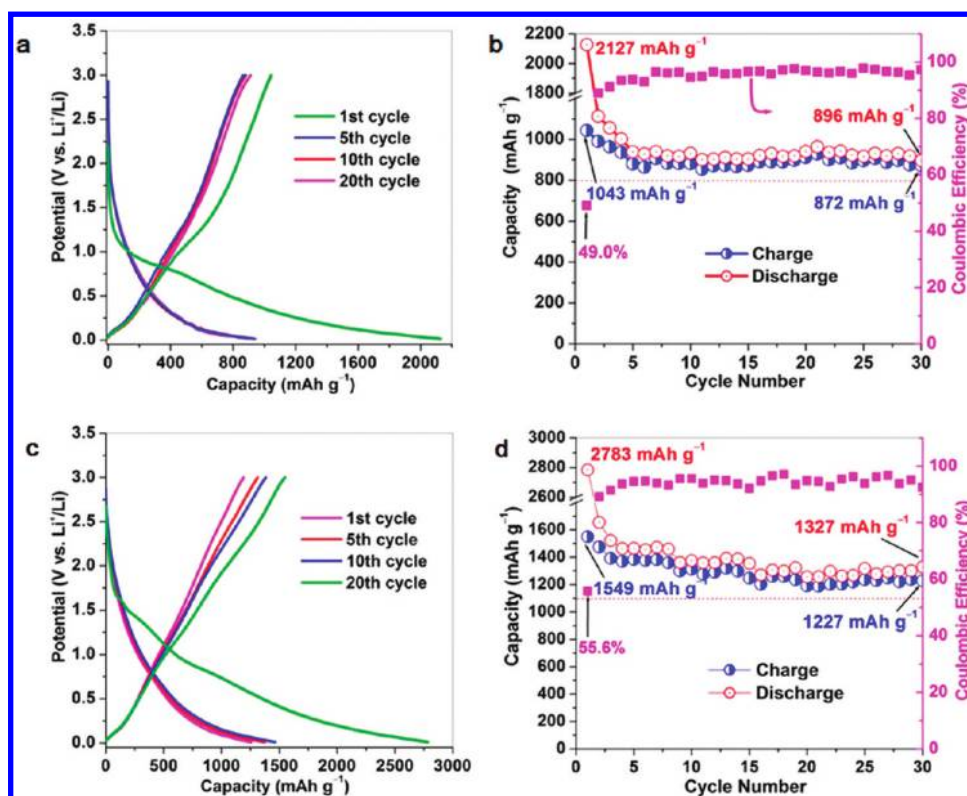 a
Potential (V vs. Li⁺/Li)
3.5
3.0
2.5
2.0
1.5
1.0
0.5
0.0
1st cycle
5th cycle
10th cycle
20th cycle
0 400 800 1200 1600 2000
Capacity (mAh g⁻¹)
b
Capacity (mAh g⁻¹)
2200
2000
1800
1000
800
600
400
200
0
2127 mAh g⁻¹
896 mAh g⁻¹
1043 mAh g⁻¹
872 mAh g⁻¹
49.0%
Charge
Discharge
100
80
60
50
40
20
0
Coulombic Efficiency (%)
0 5 10 15 20 25 30
Cycle Number
c
Potential (V vs. Li⁺/Li)
3.5
3.0
2.5
2.0
1.5
1.0
0.5
0.0
1st cycle
5th cycle
10th cycle
20th cycle
0 500 1000 1500 2000 2500 3000
Capacity (mAh g⁻¹)
d
Capacity (mAh g⁻¹)
3000
2800
2600
1600
1400
1200
1000
800
600
400
200
0
2783 mAh g⁻¹
1327 mAh g⁻¹
1549 mAh g⁻¹
1227 mAh g⁻¹
55.6%
Charge
Discharge
100
80
60
40
20
0
Coulombic Efficiency (%)
0 5 10 15 20 25 30
Cycle Number